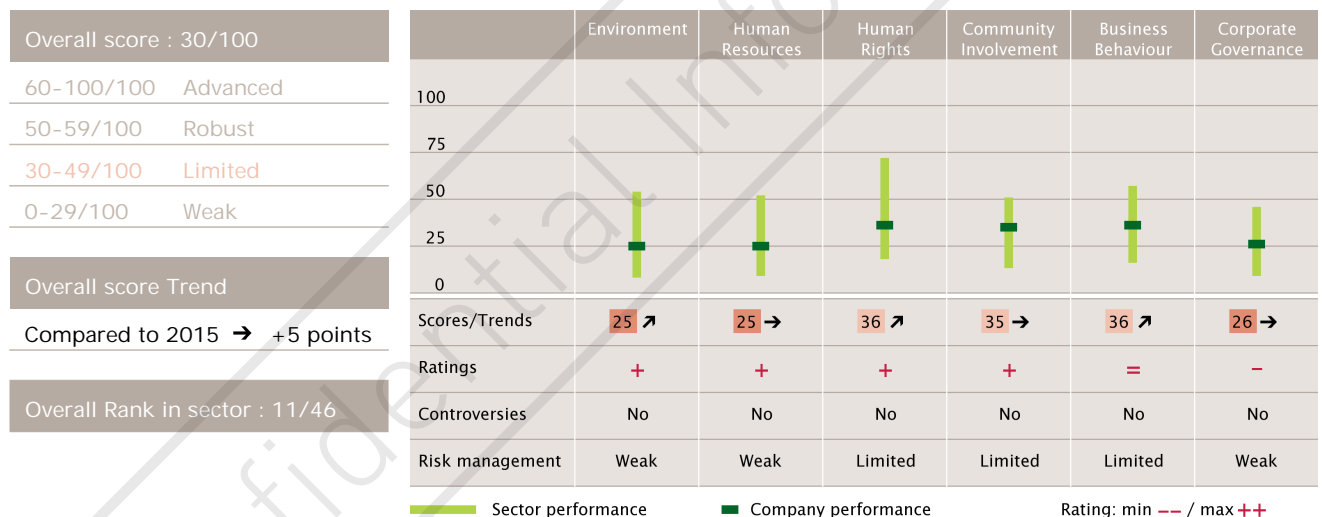 Overall score : 30/100
60-100/100 Advanced
50-59/100 Robust
30-49/100 Limited
0-29/100 Weak
Overall score Trend
Compared to 2015 ➔ +5 points
Overall Rank in sector : 11/46
Environment Human Resources Human Rights Community Involvement Business Behaviour Corporate Governance
100
75
50
25
0
Scores/Trends 25 ↗ 25 → 36 ↗ 35 → 36 ↗ 26 →
Ratings + + + + = −
Controversies No No No No No No
Risk management Weak Weak Limited Limited Limited Weak
Sector performance Company performance Rating: min −− / max ++